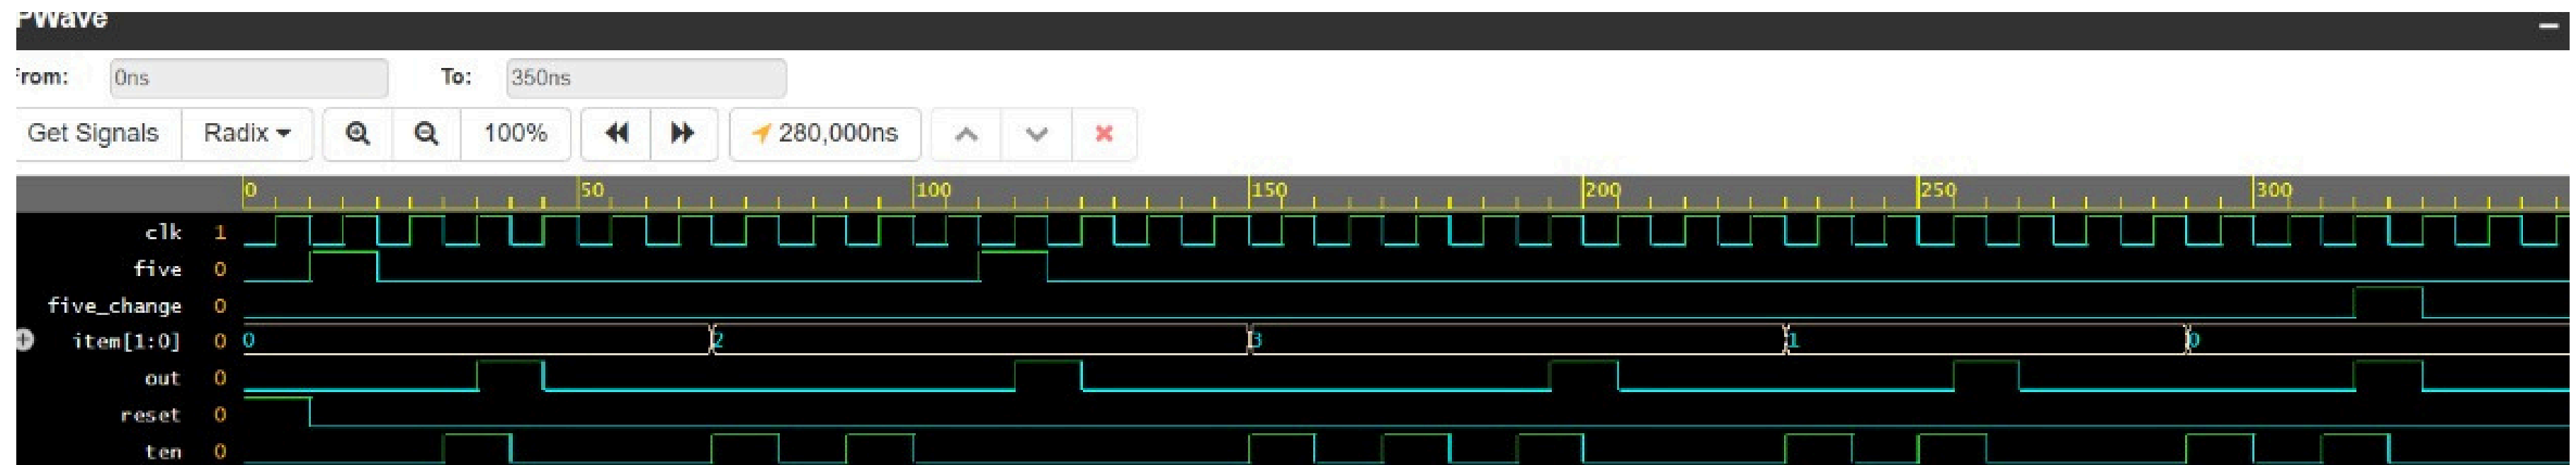 PWave
From: 0ns To: 350ns
Get Signals Radix 100% 280,000ns
0 50 100 150 200 250 300
clk 1
five 0
five_change 0
item[1:0] 0 0 2 3 1 0
out 0
reset 0
ten 0